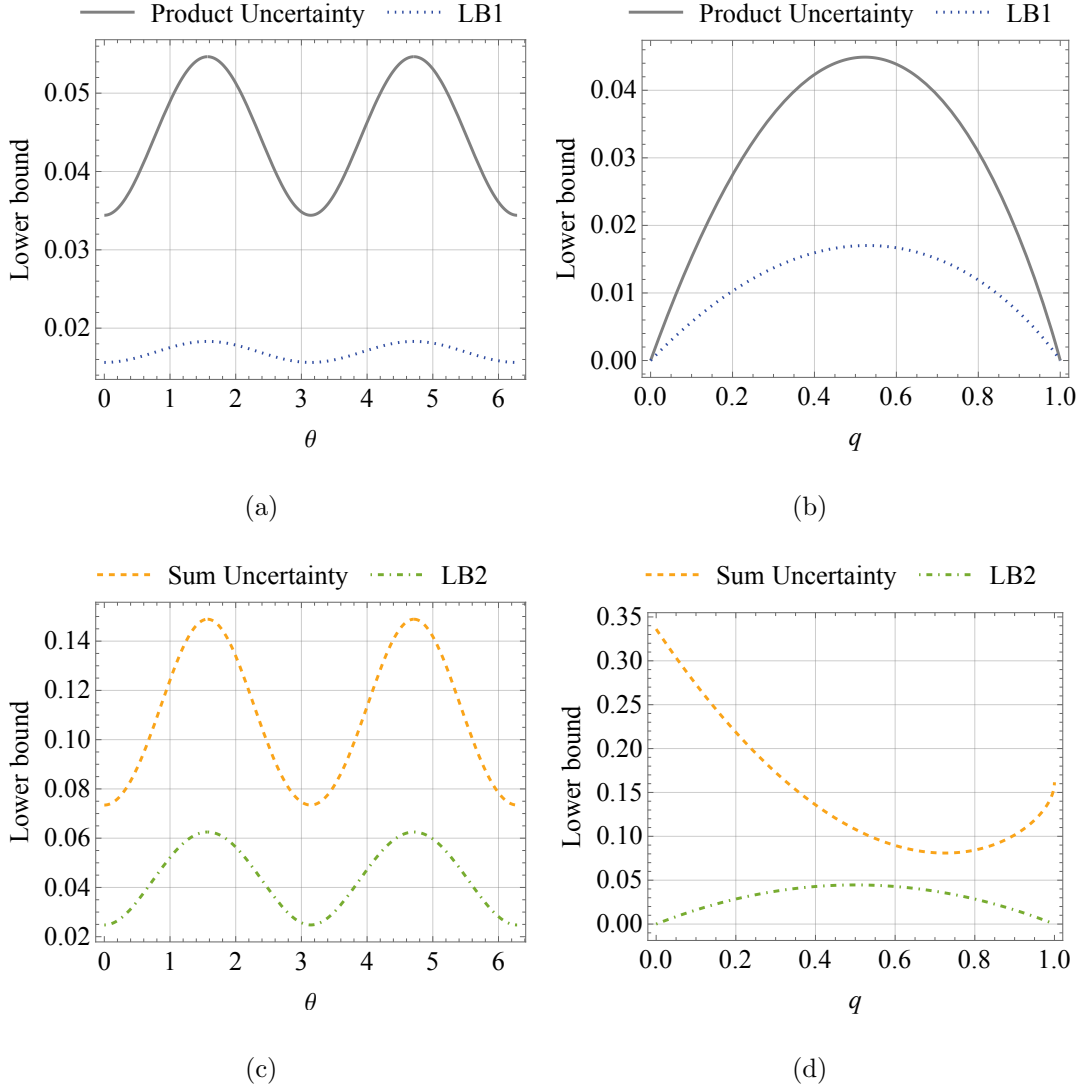 Product Uncertainty LB1
0.05
0.04
0.03
0.02
Lower bound
0 1 2 3 4 5 6
θ
(a)
Product Uncertainty LB1
0.04
0.03
0.02
0.01
0.00
Lower bound
0.0 0.2 0.4 0.6 0.8 1.0
q
(b)
Sum Uncertainty LB2
0.14
0.12
0.10
0.08
0.06
0.04
0.02
Lower bound
0 1 2 3 4 5 6
θ
(c)
Sum Uncertainty LB2
0.35
0.30
0.25
0.20
0.15
0.10
0.05
0.00
Lower bound
0.0 0.2 0.4 0.6 0.8 1.0
q
(d)